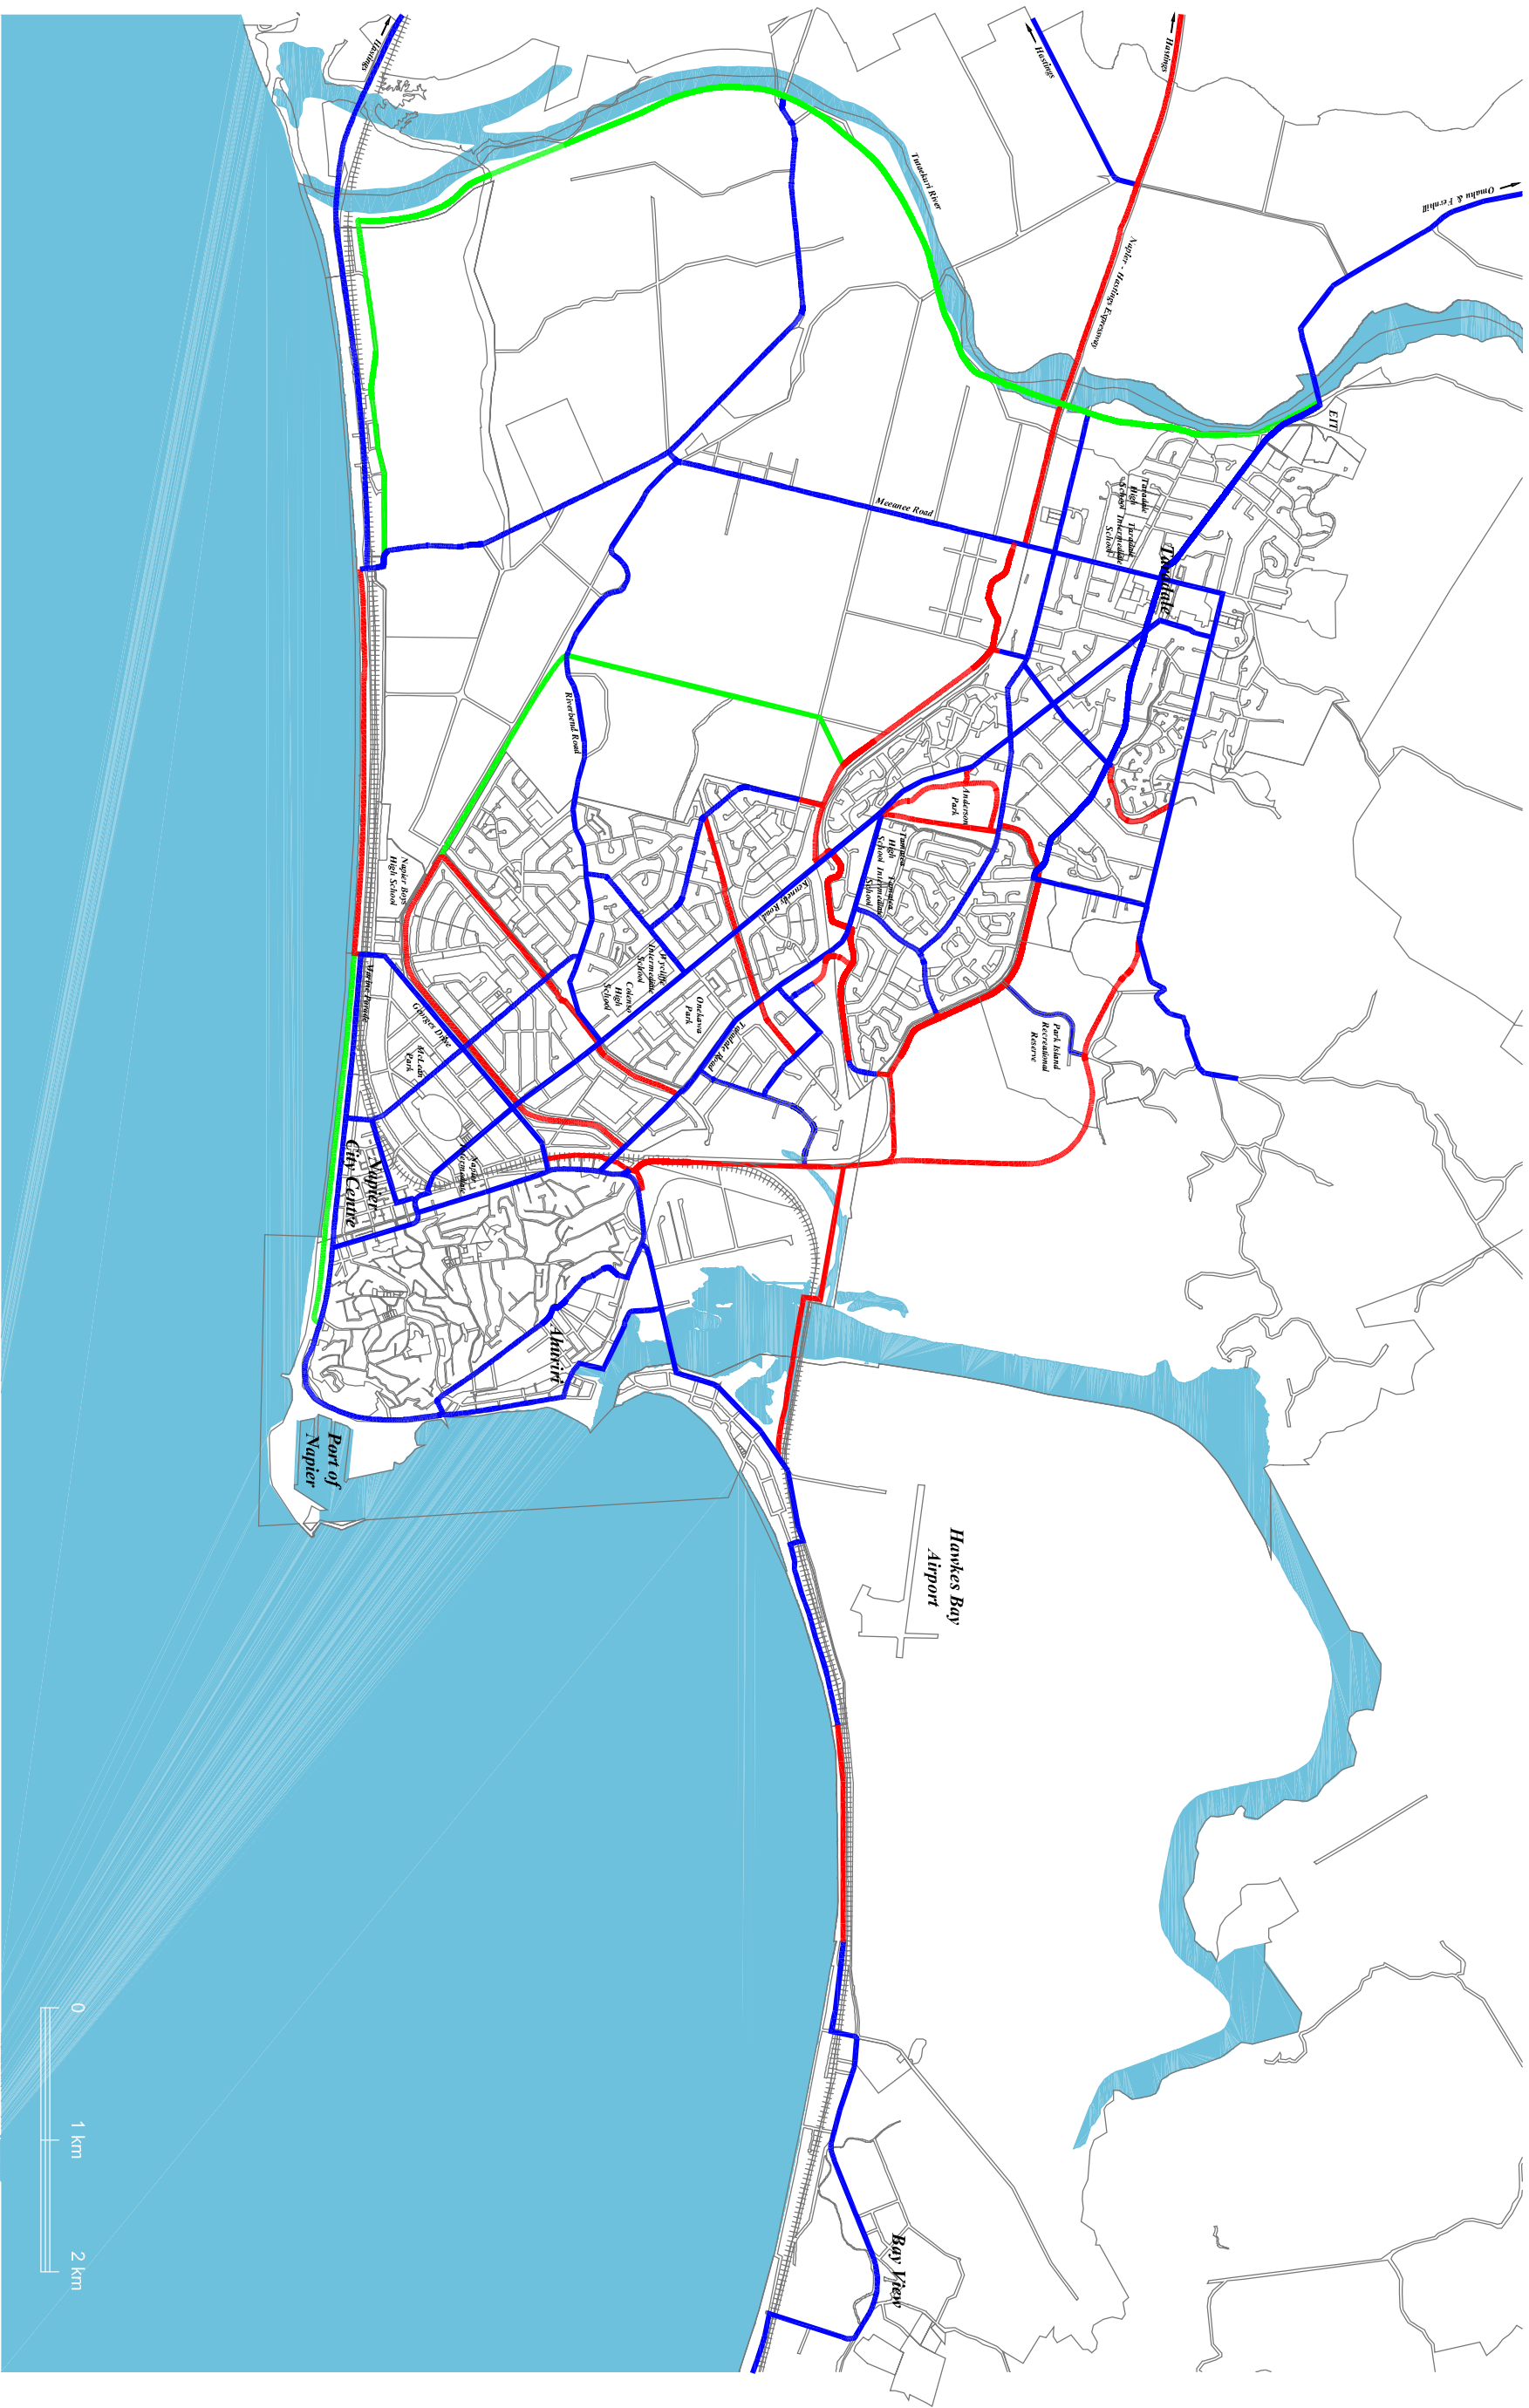 Hastings
Hastings
Hastings
Omahu & Fernhill
Tutaekuri River
Napier - Hastings Expressway
EIT
Meeanee Road
Taradale
High
School
Taradale
Intermediate
School
Taradale
Riverbend Road
Anderson
Park
Tamatea
High
School
Tamatea
Intermediate
School
Kennedy Road
Napier Boys
High School
Wycliffe
Intermediate
School
Colenso
High
School
Onekawa
Park
Taradale Road
Park Island
Recreational
Reserve
Marine Parade
Georges Drive
McLean
Park
Napier
Intermediate
Napier
City Centre
Ahuriri
Port of
Napier
Hawkes Bay
Airport
Bay View
0
1 km
2 km